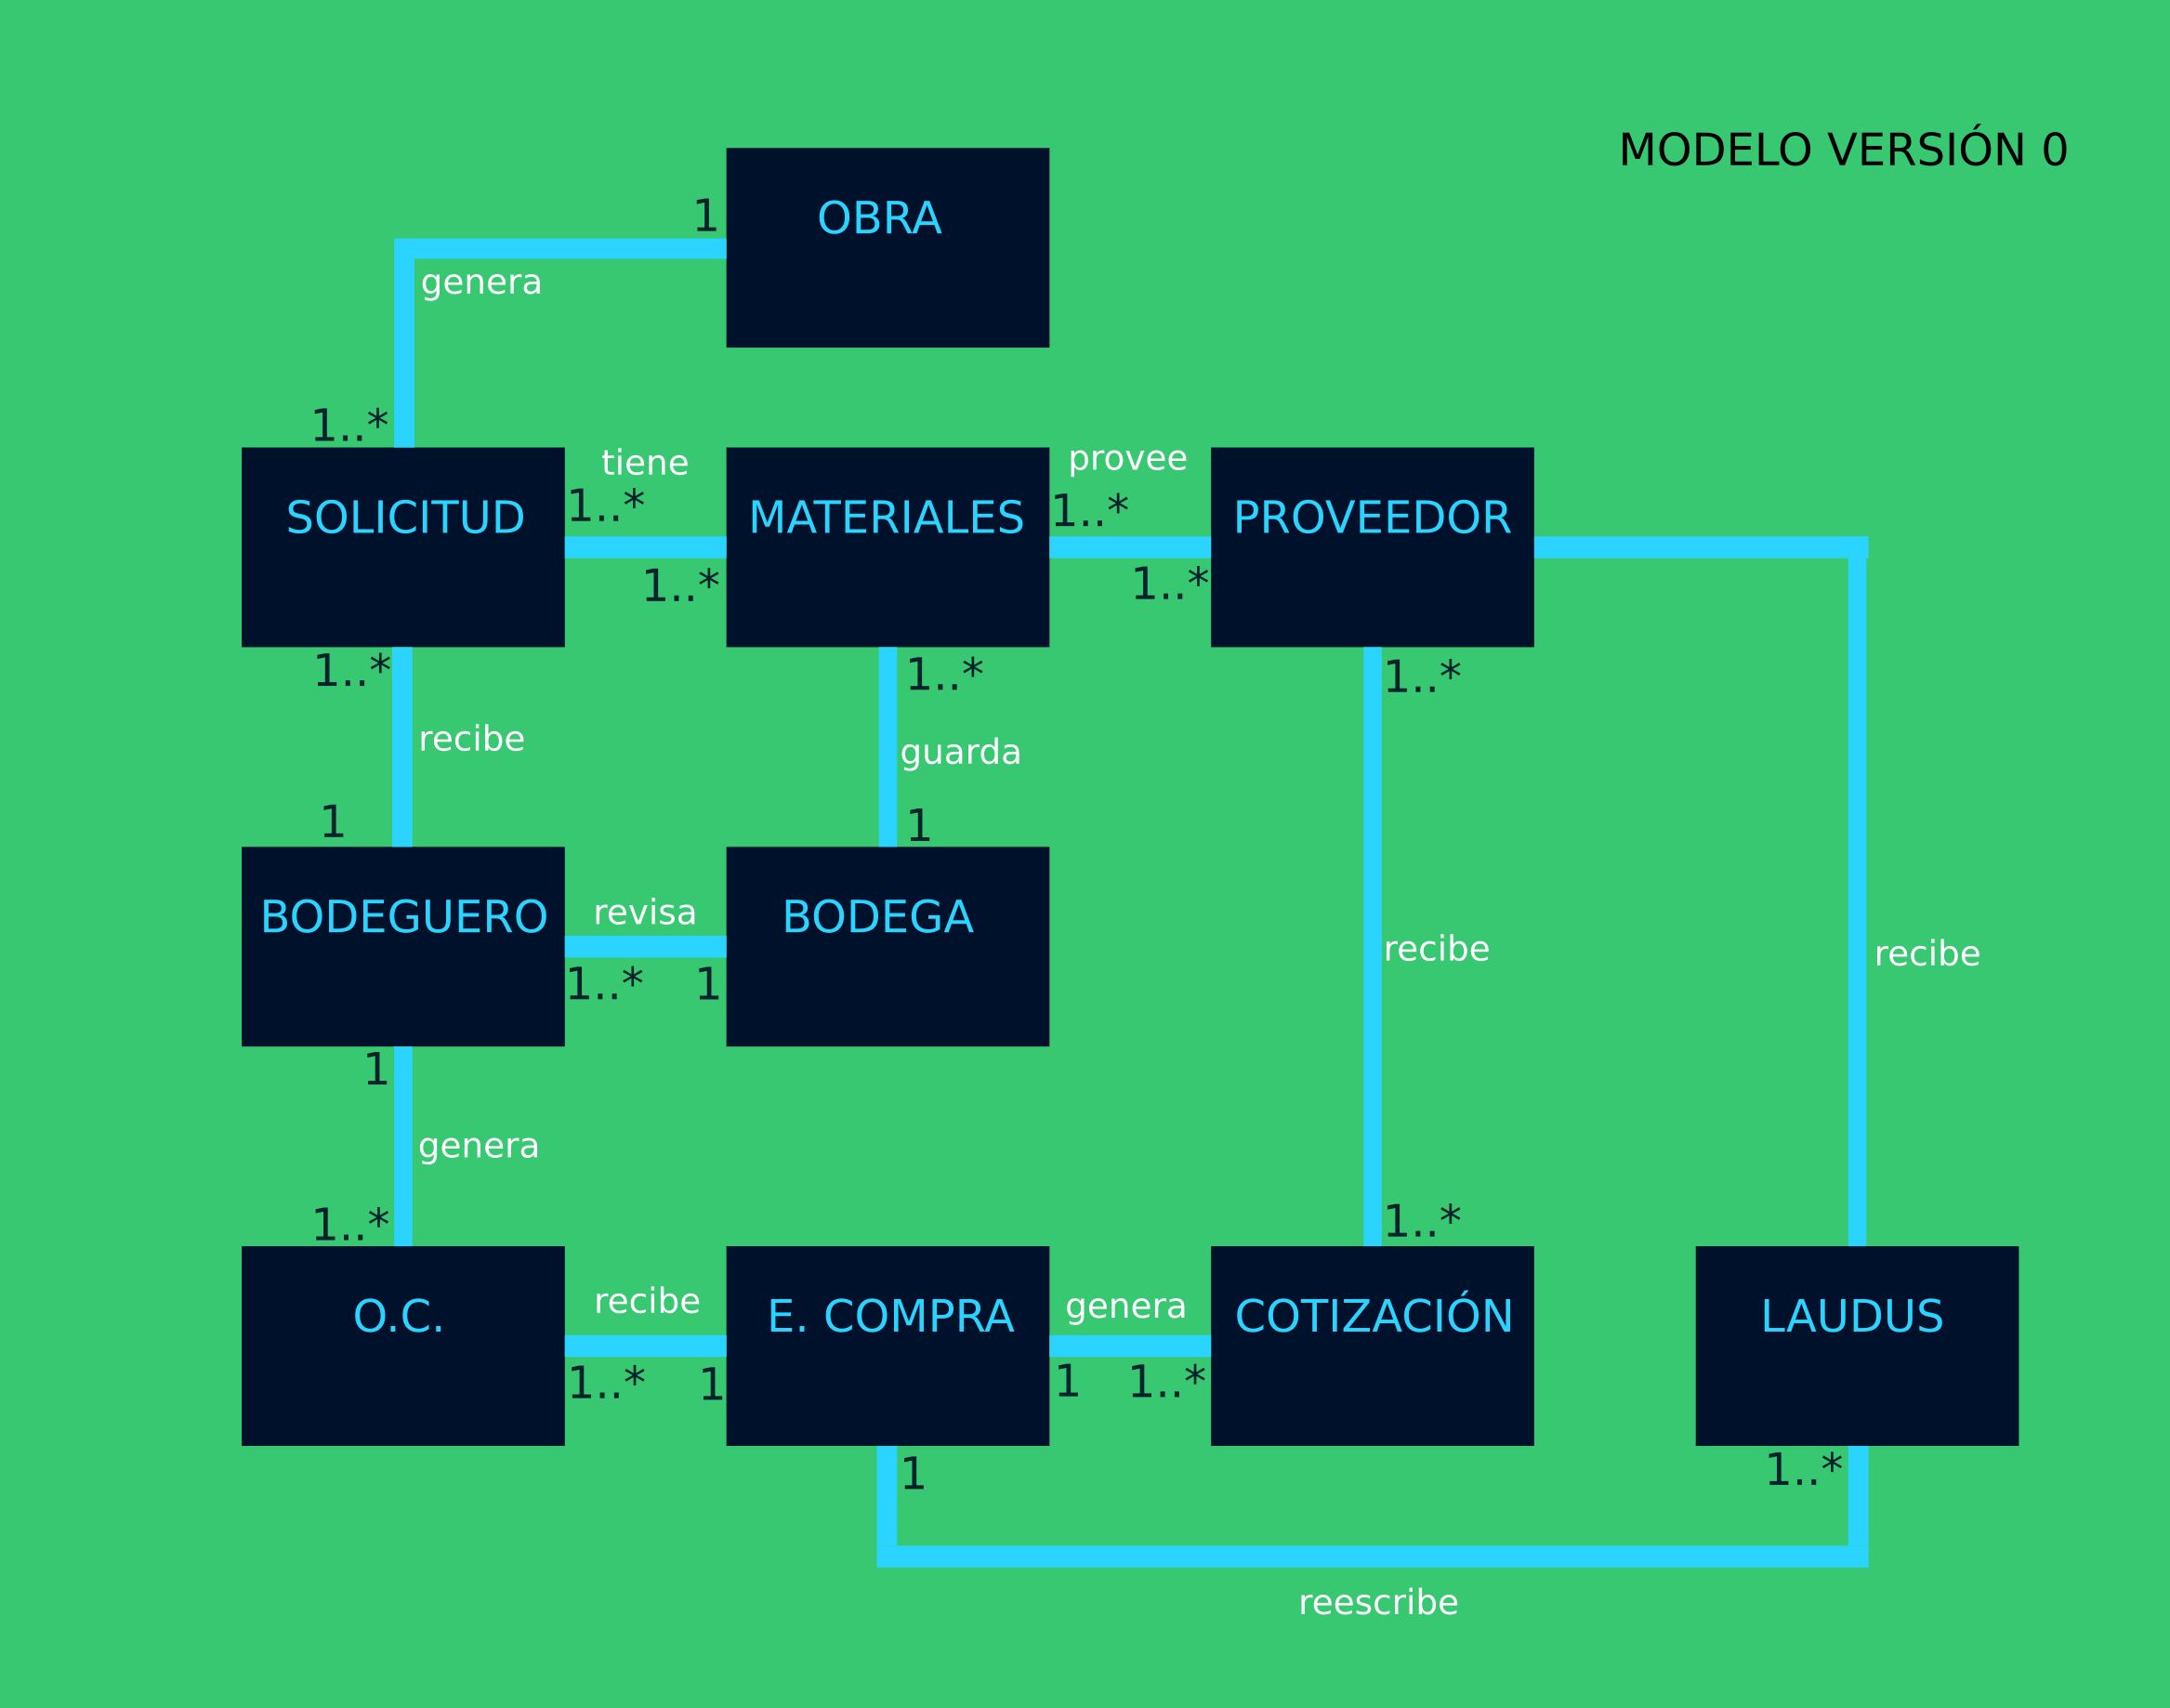 MODELO VERSIÓN 0
OBRA
1
genera
1..*
tiene
provee
1..*
1..*
SOLICITUD
MATERIALES
PROVEEDOR
1..*
1..*
1..*
1..*
1..*
recibe
guarda
1
1
BODEGUERO
revisa
BODEGA
recibe
recibe
1..*
1
1
genera
1..*
1..*
O.C.
recibe
E. COMPRA
genera
COTIZACIÓN
LAUDUS
1..*
1
1
1..*
1
1..*
reescribe